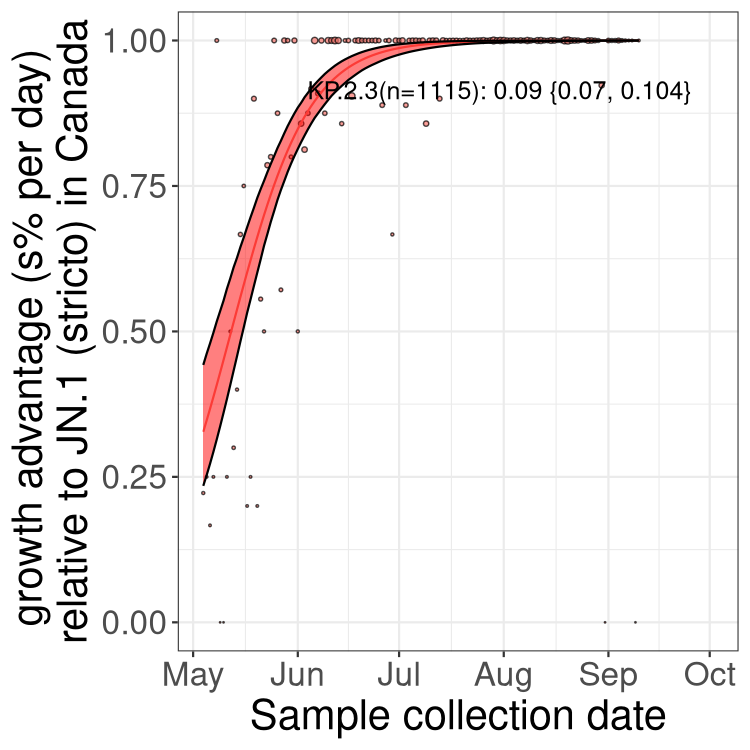 growth advantage (s% per day)
relative to JN.1 (stricto) in Canada
1.00
0.75
0.50
0.25
0.00
KP.2.3(n=1115): 0.09 {0.07, 0.104}
May Jun Jul Aug Sep Oct
Sample collection date